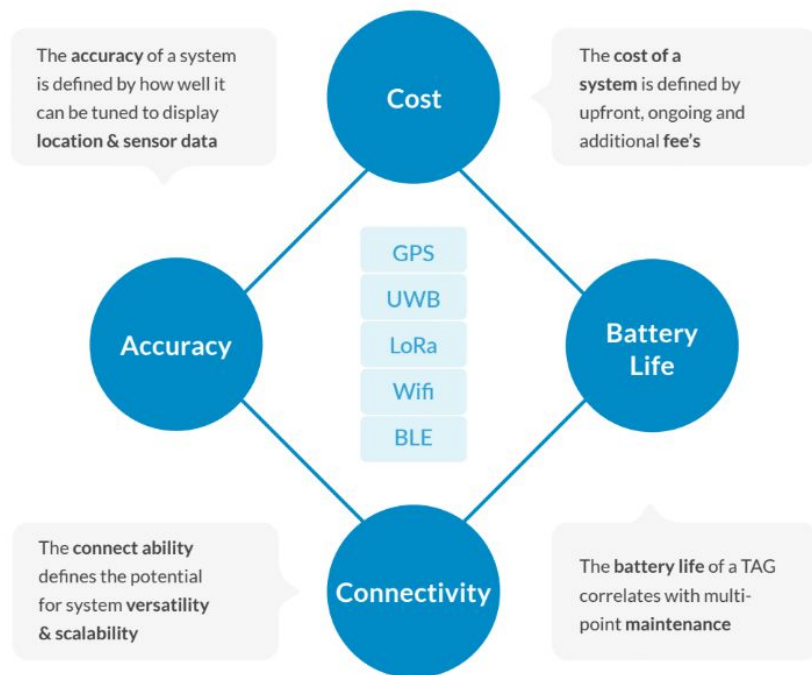 The accuracy of a system
is defined by how well it
can be tuned to display
location & sensor data
Cost
The cost of a
system is defined by
upfront, ongoing and
additional fee's
GPS
UWB
LoRa
Wifi
BLE
Accuracy
Battery
Life
The connect ability
defines the potential
for system versatility
& scalability
Connectivity
The battery life of a TAG
correlates with multi-
point maintenance